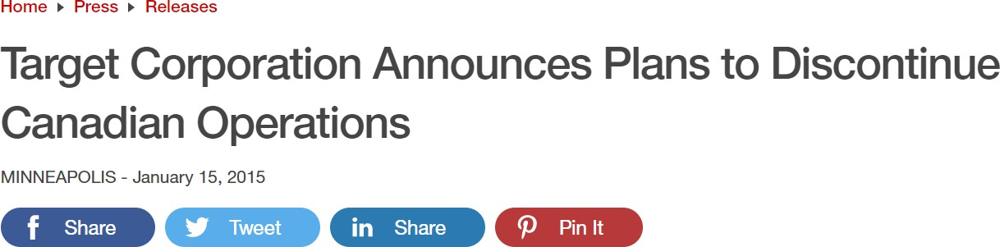 Home ▸ Press ▸ Releases
Target Corporation Announces Plans to Discontinue
Canadian Operations
MINNEAPOLIS - January 15, 2015
Share Tweet Share Pin It